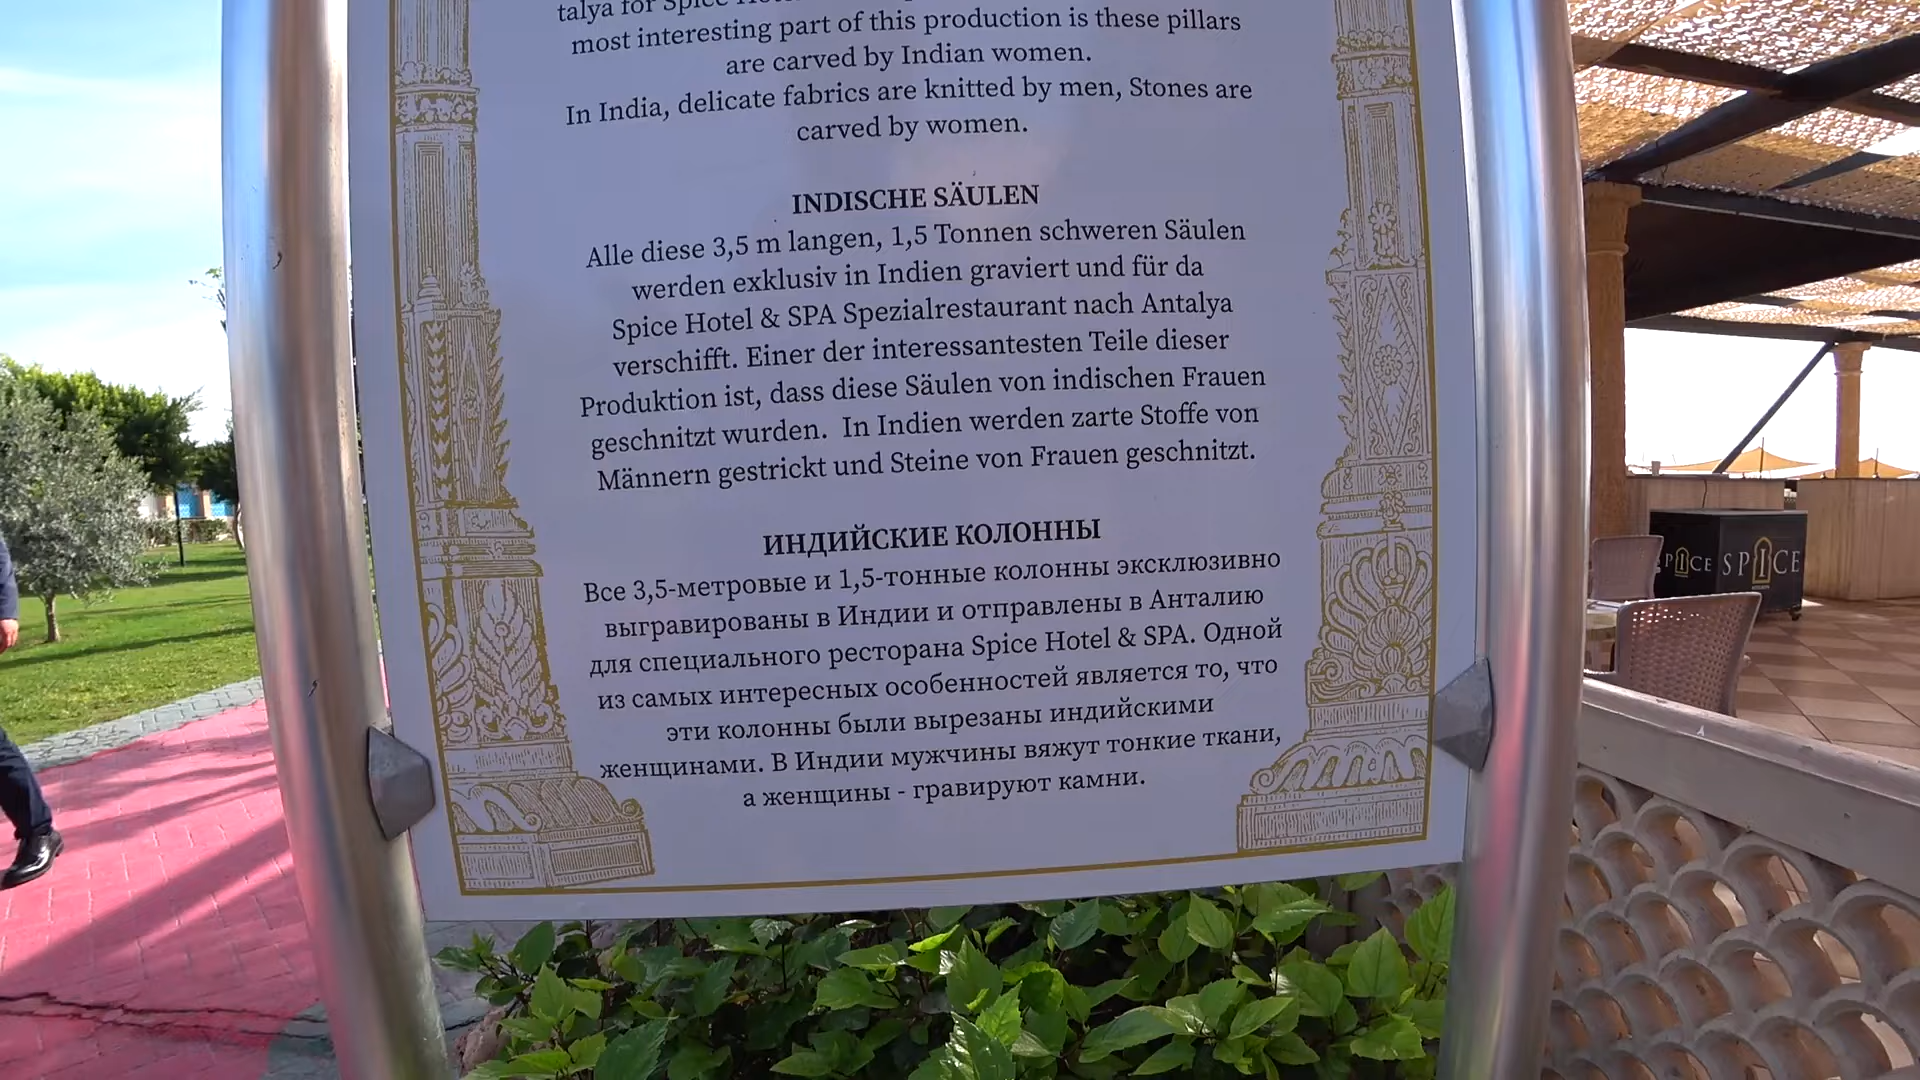 talya for Spice
most interesting part of this production is these pillars
are carved by Indian women.
In India, delicate fabrics are knitted by men, Stones are
carved by women.
INDISCHE SÄULEN
Alle diese 3,5 m langen, 1,5 Tonnen schweren Säulen
werden exklusiv in Indien graviert und für da
Spice Hotel & SPA Spezialrestaurant nach Antalya
verschifft. Einer der interessantesten Teile dieser
Produktion ist, dass diese Säulen von indischen Frauen
geschnitzt wurden. In Indien werden zarte Stoffe von
Männern gestrickt und Steine von Frauen geschnitzt.
ИНДИЙСКИЕ КОЛОННЫ
Все 3,5-метровые и 1,5-тонные колонны эксклюзивно
выгравированы в Индии и отправлены в Анталию
для специального ресторана Spice Hotel & SPA. Одной
из самых интересных особенностей является то, что
эти колонны были вырезаны индийскими
женщинами. В Индии мужчины вяжут тонкие ткани,
а женщины - гравируют камни.
SPICE
SPICE